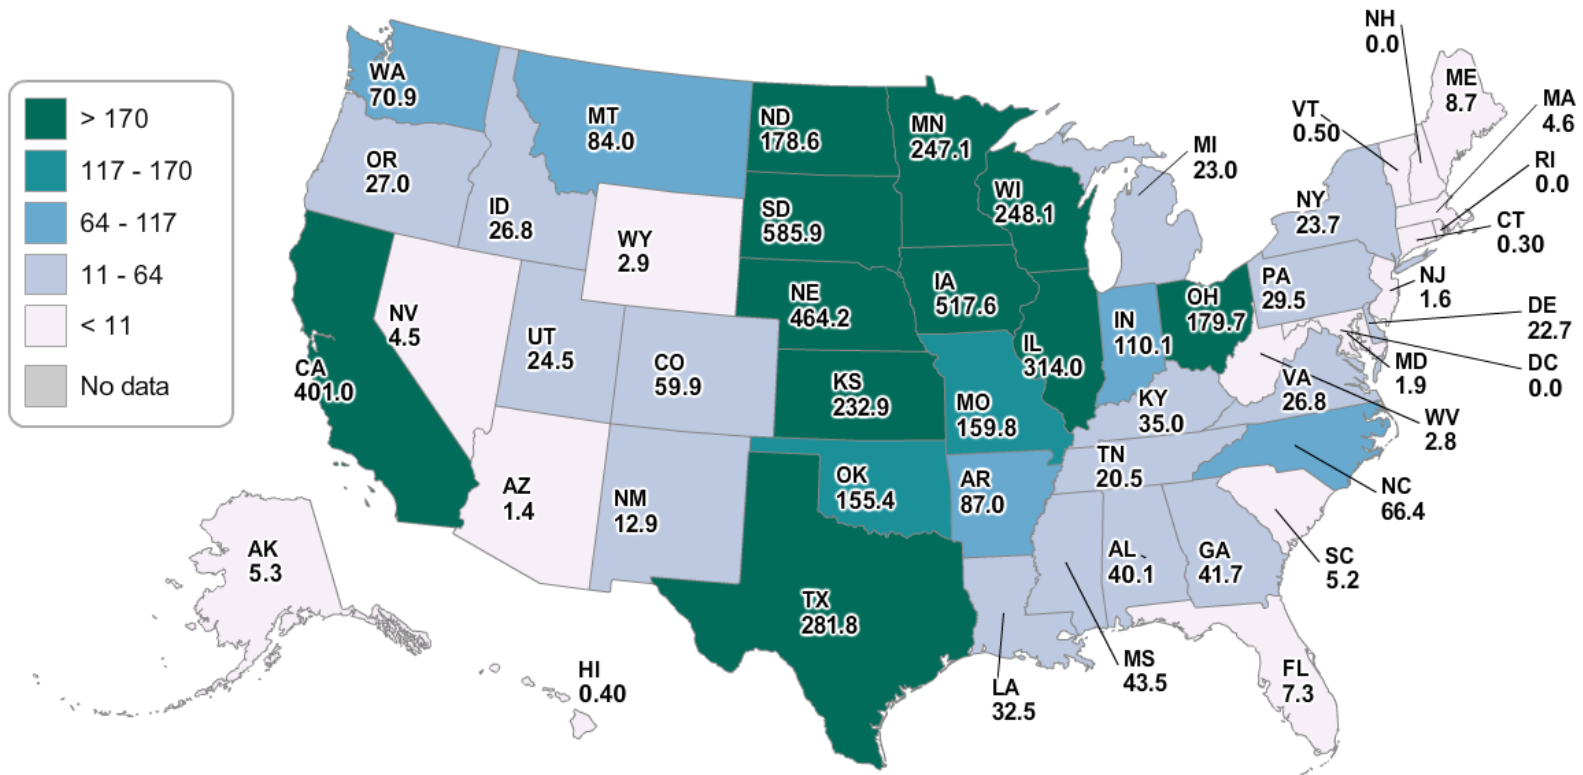 > 170
117 - 170
64 - 117
11 - 64
< 11
No data
WA
70.9
OR
27.0
CA
401.0
NV
4.5
ID
26.8
MT
84.0
WY
2.9
UT
24.5
CO
59.9
AZ
1.4
NM
12.9
ND
178.6
SD
585.9
NE
464.2
KS
232.9
OK
155.4
TX
281.8
MN
247.1
IA
517.6
MO
159.8
AR
87.0
LA
32.5
WI
248.1
IL
314.0
MI
23.0
IN
110.1
OH
179.7
KY
35.0
TN
20.5
MS
43.5
AL
40.1
GA
41.7
FL
7.3
SC
5.2
NC
66.4
VA
26.8
WV
2.8
PA
29.5
NY
23.7
VT
0.50
NH
0.0
ME
8.7
MA
4.6
RI
0.0
CT
0.30
NJ
1.6
DE
22.7
MD
1.9
DC
0.0
AK
5.3
HI
0.40